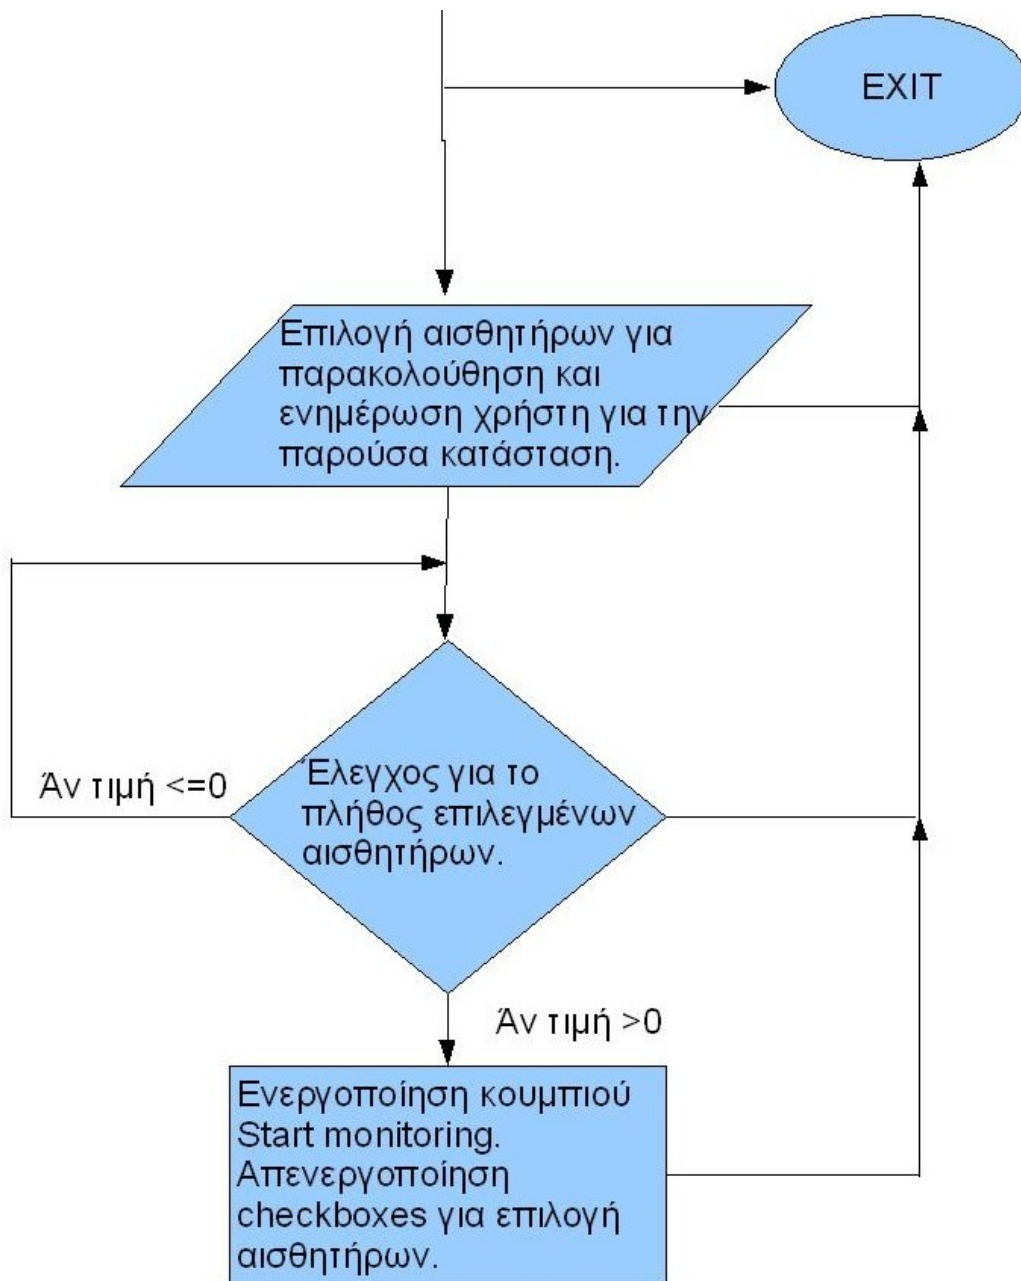 EXIT
Επιλογή αισθητήρων για
παρακολούθηση και
ενημέρωση χρήστη για την
παρούσα κατάσταση.
Άν τιμή <=0
Έλεγχος για το
πλήθος επιλεγμένων
αισθητήρων.
Άν τιμή >0
Ενεργοποίηση κουμπιού
Start monitoring.
Απενεργοποίηση
checkboxes για επιλογή
αισθητήρων.